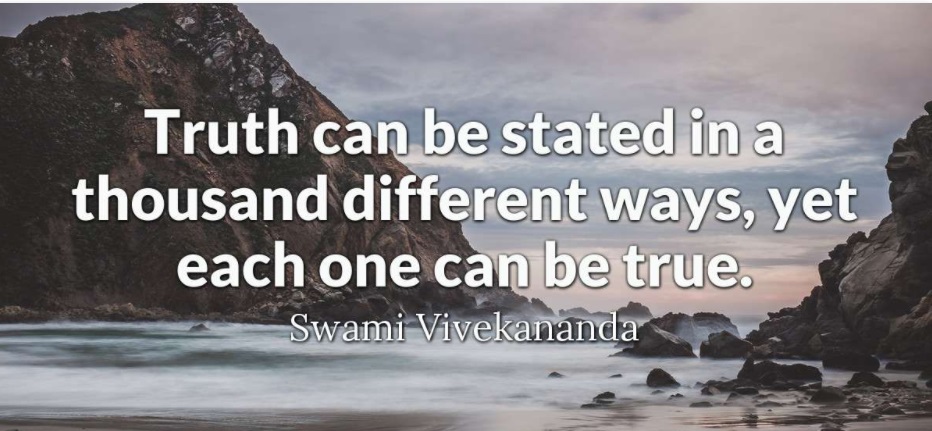 Truth can be stated in a
thousand different ways, yet
each one can be true.
Swami Vivekananda